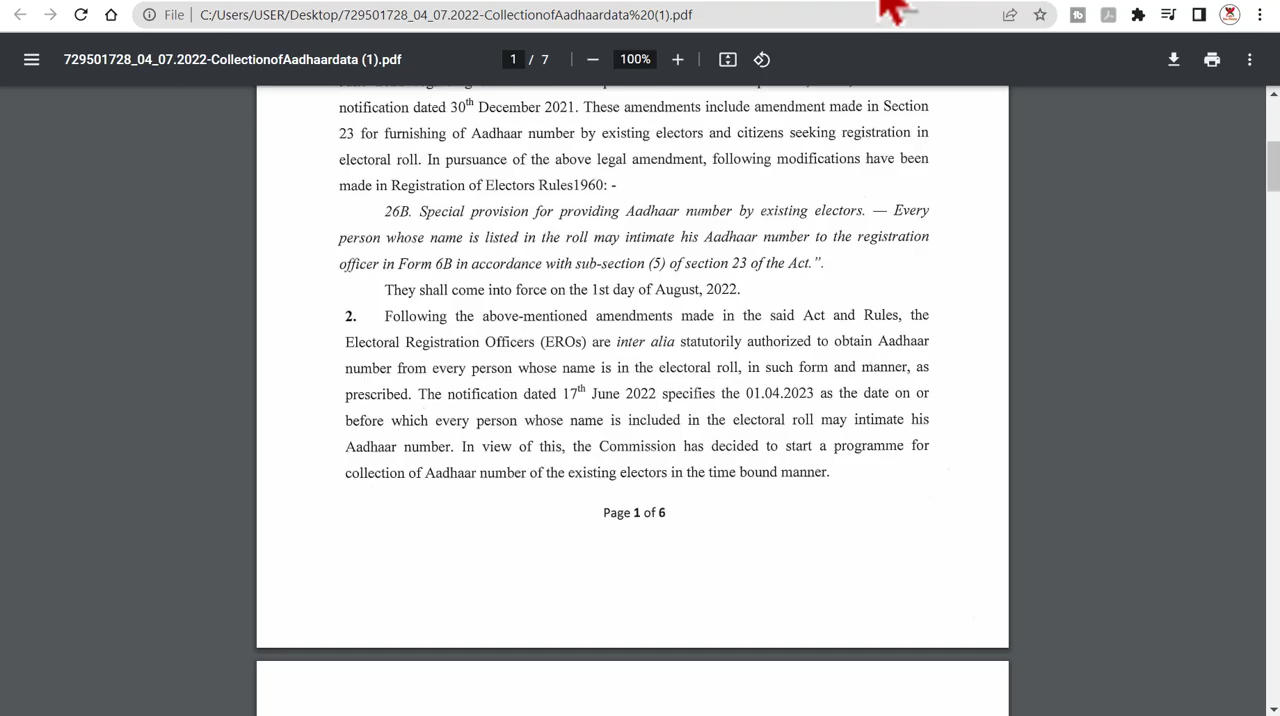 File
C:/Users/USER/Desktop/729501728_04_07.2022-CollectionofAadhaardata%20(1).pdf
729501728_04_07.2022-CollectionofAadhaardata (1).pdf
1 / 7
100%
notification dated 30th December 2021. These amendments include amendment made in Section
23 for furnishing of Aadhaar number by existing electors and citizens seeking registration in
electoral roll. In pursuance of the above legal amendment, following modifications have been
made in Registration of Electors Rules1960: -
26B. Special provision for providing Aadhaar number by existing electors. — Every
person whose name is listed in the roll may intimate his Aadhaar number to the registration
officer in Form 6B in accordance with sub-section (5) of section 23 of the Act.”.
They shall come into force on the 1st day of August, 2022.
2. Following the above-mentioned amendments made in the said Act and Rules, the
Electoral Registration Officers (EROs) are inter alia statutorily authorized to obtain Aadhaar
number from every person whose name is in the electoral roll, in such form and manner, as
prescribed. The notification dated 17th June 2022 specifies the 01.04.2023 as the date on or
before which every person whose name is included in the electoral roll may intimate his
Aadhaar number. In view of this, the Commission has decided to start a programme for
collection of Aadhaar number of the existing electors in the time bound manner.
Page 1 of 6